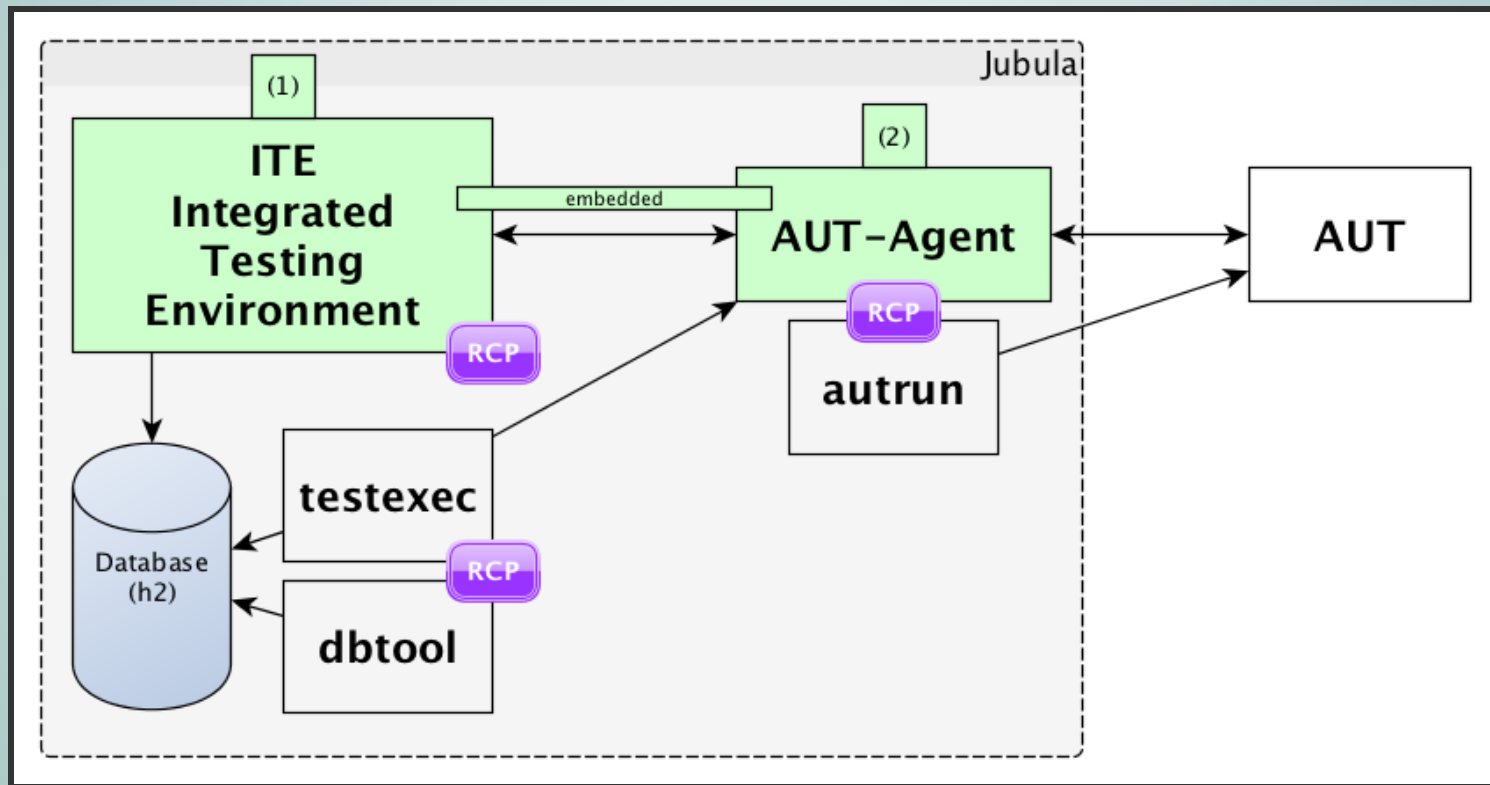 Jubula
(1)
ITE
Integrated
Testing
Environment
RCP
embedded
(2)
AUT-Agent
RCP
autrun
AUT
testexec
RCP
dbtool
Database
(h2)